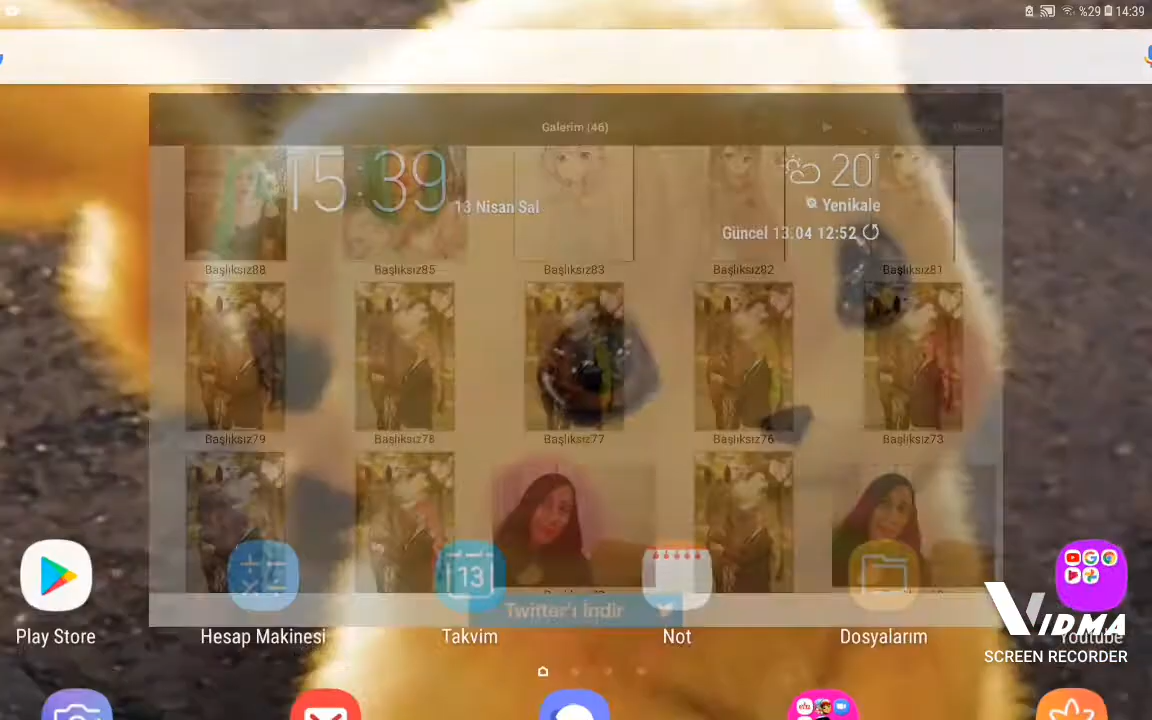 %29 14:39
Galerim (46)
15:39
13 Nisan Sal
20°
Yenikale
Güncel 13.04 12:52
Başlıksız88
Başlıksız85
Başlıksız83
Başlıksız82
Başlıksız81
Başlıksız79
Başlıksız78
Başlıksız77
Başlıksız76
Başlıksız73
Twitter'ı İndir
13
Play Store
Hesap Makinesi
Takvim
Not
Dosyalarım
Youtube
VIDMA
SCREEN RECORDER